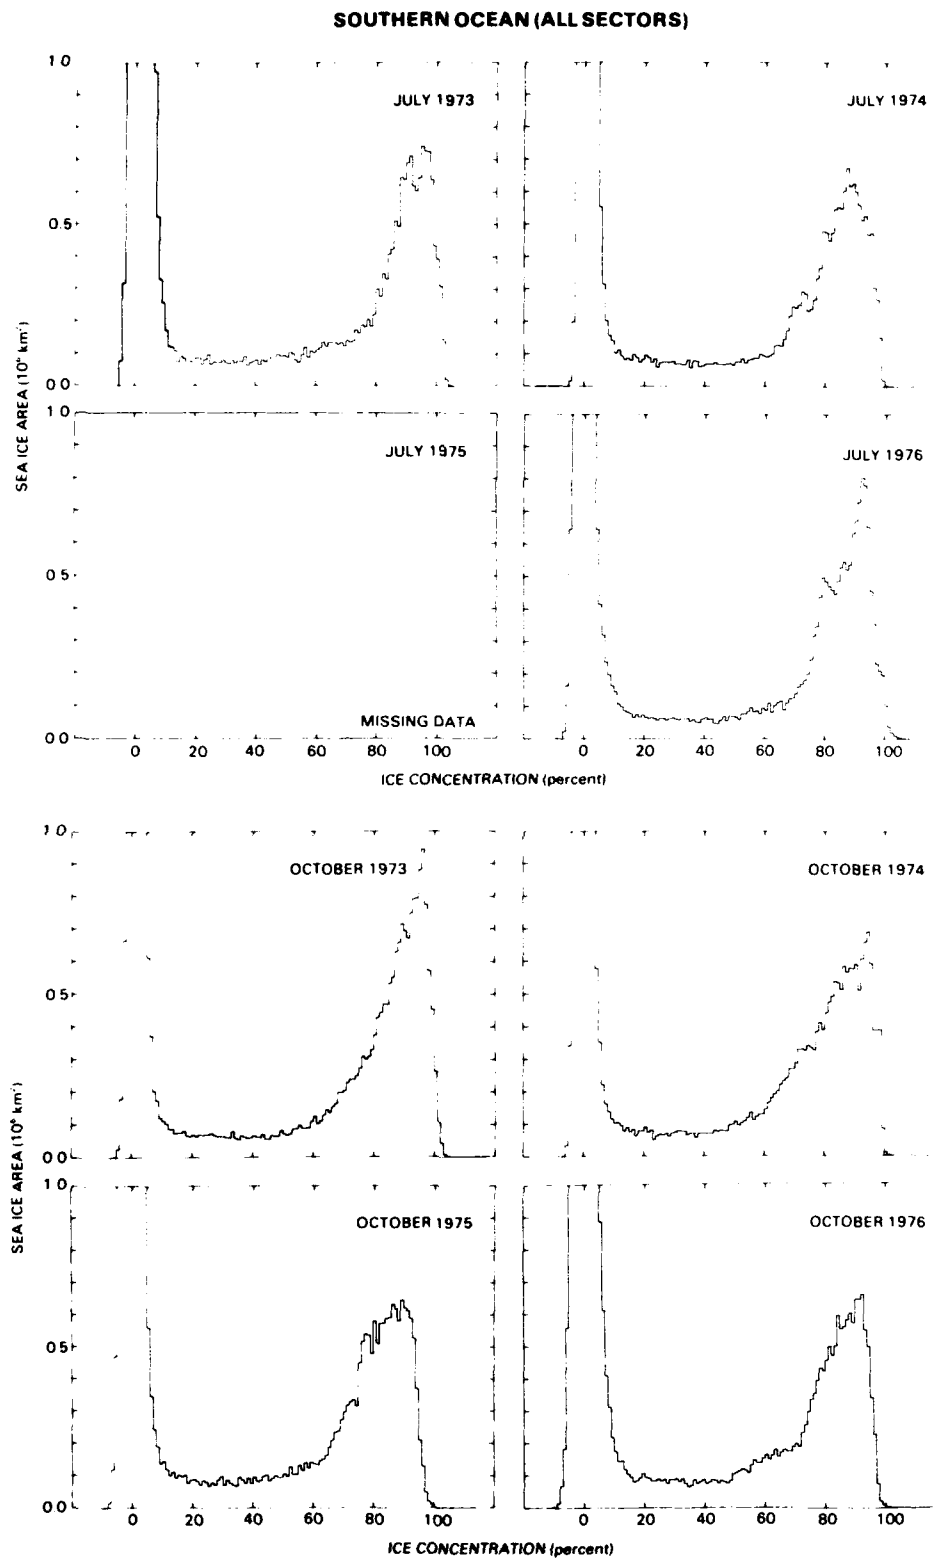 SOUTHERN OCEAN (ALL SECTORS)
1.0
JULY 1973
JULY 1974
0.5
0.0
SEA ICE AREA (10⁶ km²)
1.0
JULY 1975
JULY 1976
0.5
MISSING DATA
0.0
0 20 40 60 80 100
0 20 40 60 80 100
ICE CONCENTRATION (percent)
1.0
OCTOBER 1973
OCTOBER 1974
0.5
0.0
SEA ICE AREA (10⁶ km²)
1.0
OCTOBER 1975
OCTOBER 1976
0.5
0.0
0 20 40 60 80 100
0 20 40 60 80 100
ICE CONCENTRATION (percent)